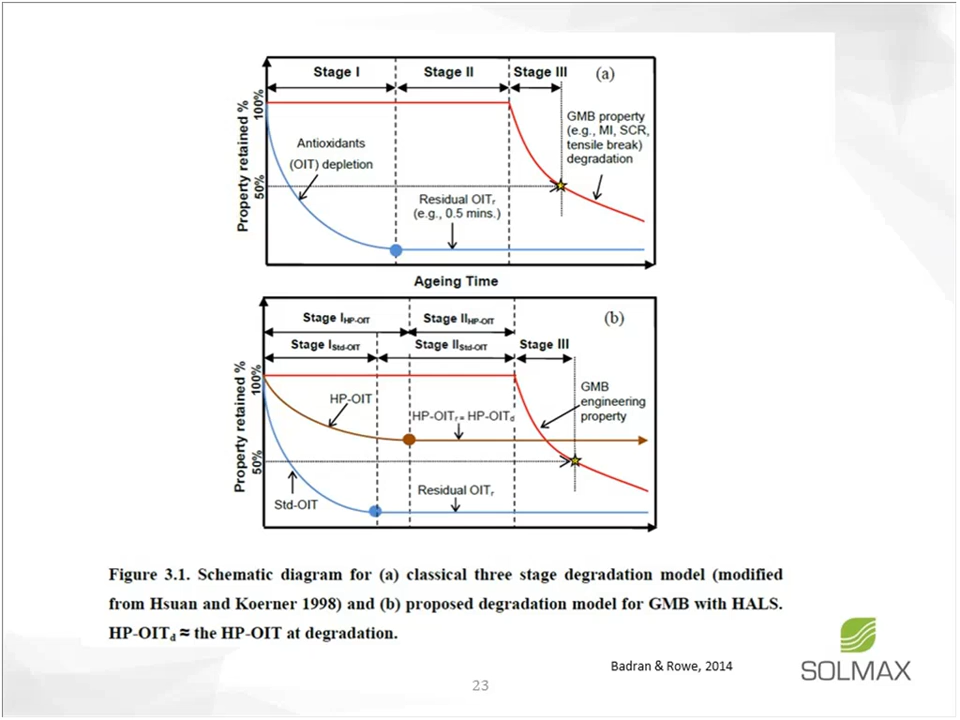 Stage I
Stage II
Stage III
(a)
Property retained %
100%
50%
Antioxidants
(OIT) depletion
Residual OITr
(e.g., 0.5 mins.)
GMB property
(e.g., MI, SCR,
tensile break)
degradation
Ageing Time
Stage IHP-OIT
Stage IIHP-OIT
(b)
Stage IStd-OIT
Stage IIStd-OIT
Stage III
Property retained %
100%
50%
HP-OIT
HP-OITr = HP-OITd
GMB
engineering
property
Std-OIT
Residual OITr
Figure 3.1. Schematic diagram for (a) classical three stage degradation model (modified
from Hsuan and Koerner 1998) and (b) proposed degradation model for GMB with HALS.
HP-OITd ≈ the HP-OIT at degradation.
Badran & Rowe, 2014
SOLMAX
23